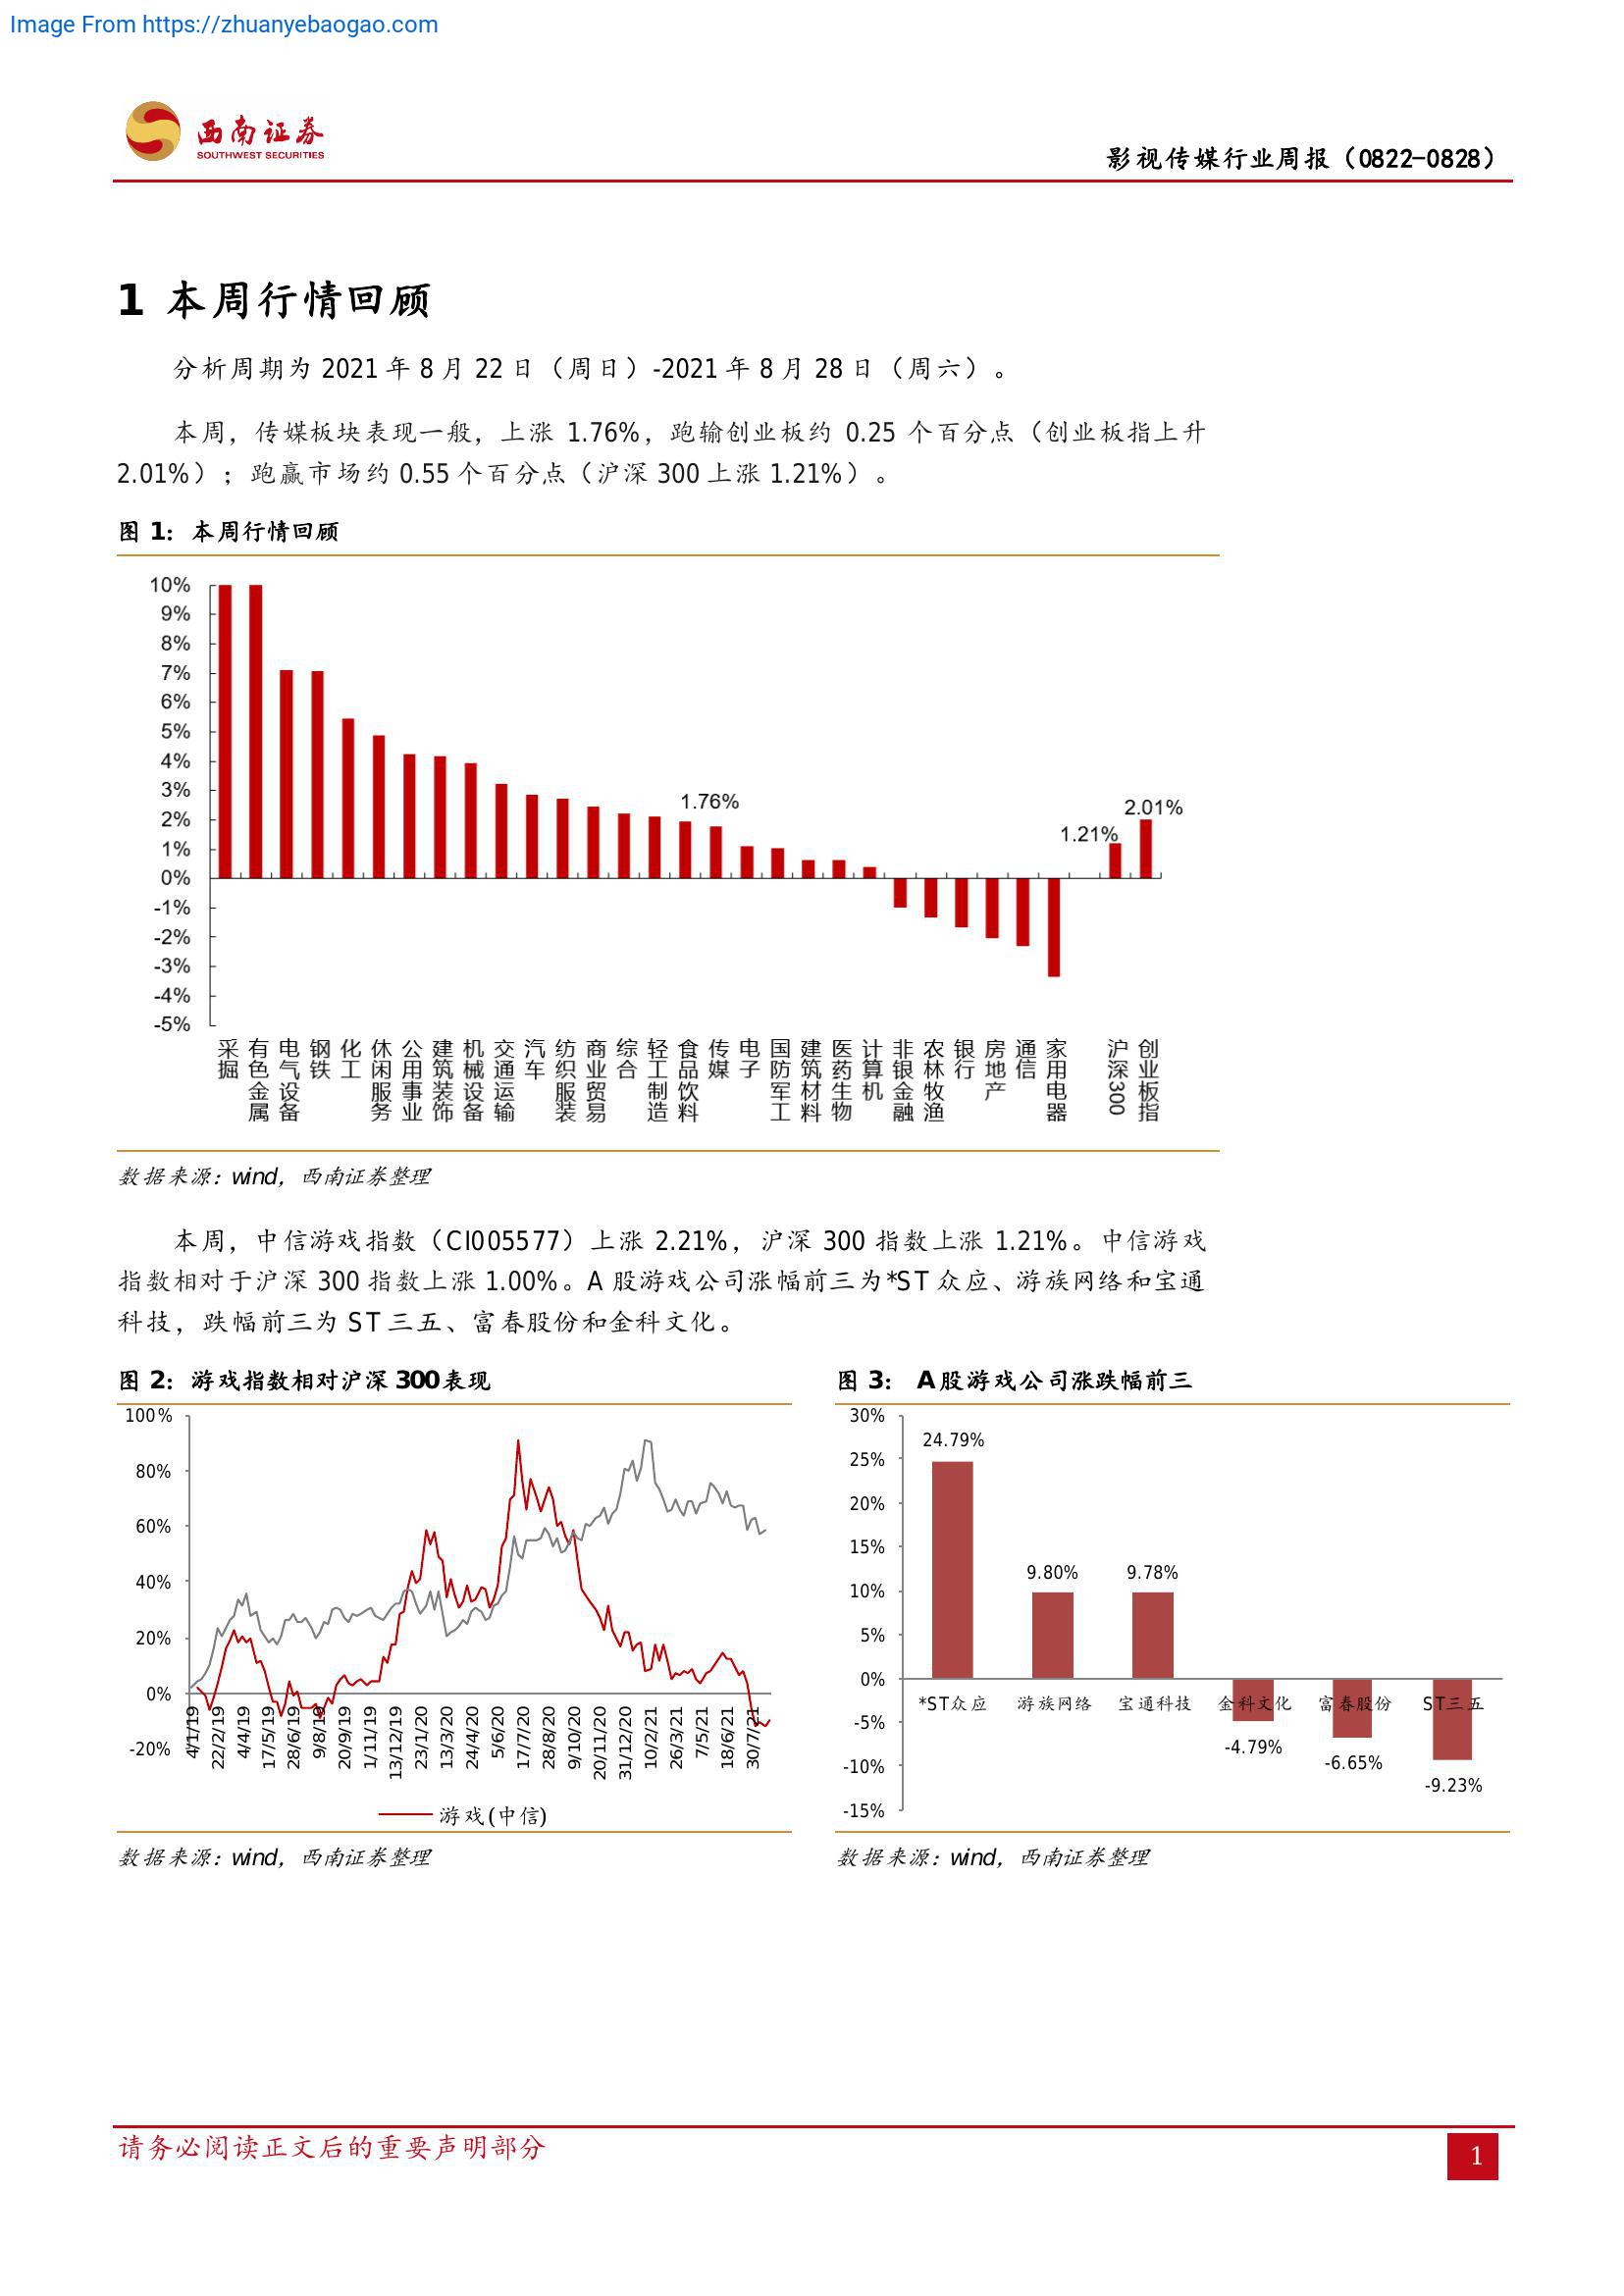 Image From https://zhuanyebaogao.com
西南证券
SOUTHWEST SECURITIES
影视传媒行业周报（0822-0828）
1 本周行情回顾
分析周期为 2021 年 8 月 22 日（周日）-2021 年 8 月 28 日（周六）。
本周，传媒板块表现一般，上涨 1.76%，跑输创业板约 0.25 个百分点（创业板指上升
2.01%）；跑赢市场约 0.55 个百分点（沪深 300 上涨 1.21%）。
图 1：本周行情回顾
10%
9%
8%
7%
6%
5%
4%
3%
2%
1%
0%
-1%
-2%
-3%
-4%
-5%
1.76%
1.21%
2.01%
采掘
有色金属
电气设备
钢铁
化工
休闲服务
公用事业
建筑装饰
机械设备
交通运输
汽车
纺织服装
商业贸易
综合
轻工制造
食品饮料
传媒
电子
国防军工
建筑材料
医药生物
计算机
非银金融
农林牧渔
银行
房地产
通信
家用电器
沪深300
创业板指
数据来源：wind，西南证券整理
本周，中信游戏指数（CI005577）上涨 2.21%，沪深 300 指数上涨 1.21%。中信游戏
指数相对于沪深 300 指数上涨 1.00%。A 股游戏公司涨幅前三为*ST 众应、游族网络和宝通
科技，跌幅前三为 ST 三五、富春股份和金科文化。
图 2：游戏指数相对沪深 300 表现
100%
80%
60%
40%
20%
0%
-20%
4/1/19
22/2/19
4/4/19
17/5/19
28/6/19
9/8/19
20/9/19
1/11/19
13/12/19
23/1/20
13/3/20
24/4/20
5/6/20
17/7/20
28/8/20
9/10/20
20/11/20
31/12/20
10/2/21
26/3/21
7/5/21
18/6/21
30/7/21
游戏(中信)
数据来源：wind，西南证券整理
图 3： A 股游戏公司涨跌幅前三
30%
25%
20%
15%
10%
5%
0%
-5%
-10%
-15%
24.79%
9.80%
9.78%
*ST众应
游族网络
宝通科技
金科文化
富春股份
ST三五
-4.79%
-6.65%
-9.23%
数据来源：wind，西南证券整理
请务必阅读正文后的重要声明部分
1